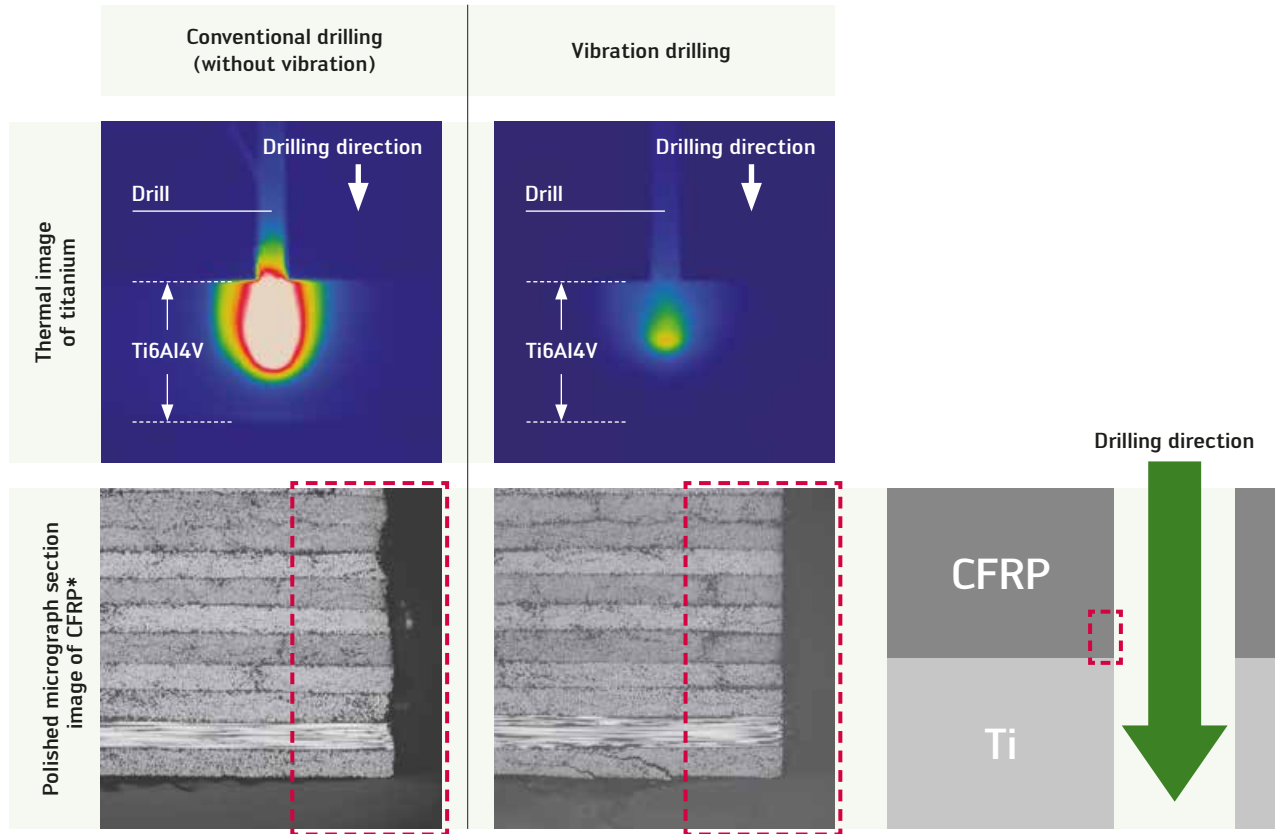 Conventional drilling
(without vibration)
Vibration drilling
Thermal image
of titanium
Drilling direction
Drill
Ti6Al4V
Drilling direction
Drill
Ti6Al4V
Polished micrograph section
image of CFRP*
Drilling direction
CFRP
Ti